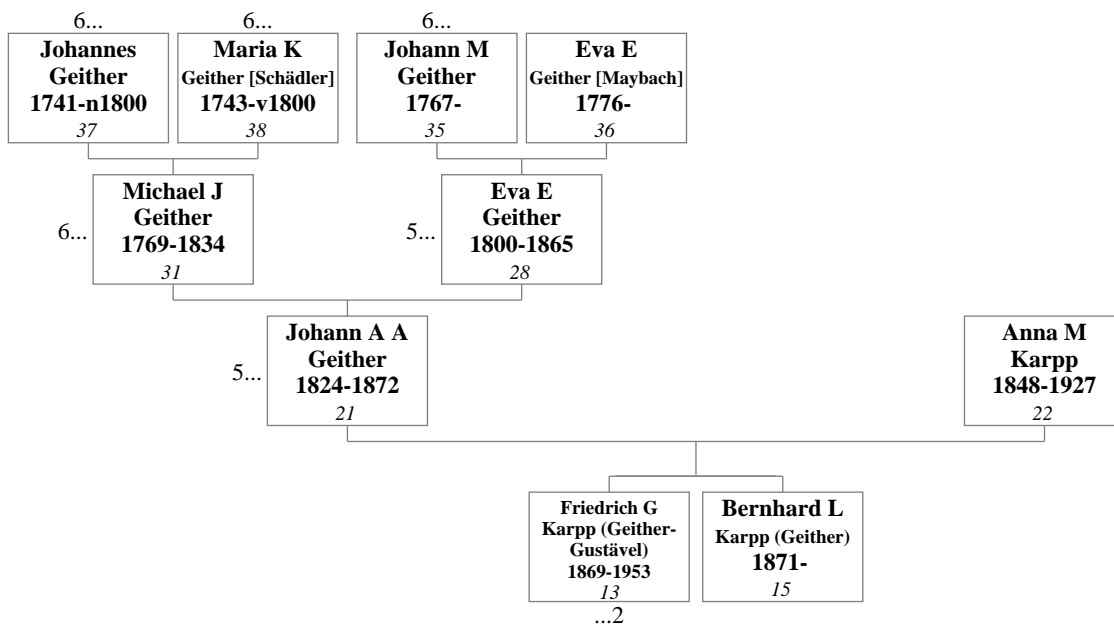 6...
Johannes
Geither
1741-n1800
37
6...
Maria K
Geither [Schädler]
1743-v1800
38
6...
Johann M
Geither
1767-
35
Eva E
Geither [Maybach]
1776-
36
6...
Michael J
Geither
1769-1834
31
5...
Eva E
Geither
1800-1865
28
5...
Johann A A
Geither
1824-1872
21
Anna M
Karpp
1848-1927
22
Friedrich G
Karpp (Geither-
Gustävel)
1869-1953
13
...2
Bernhard L
Karpp (Geither)
1871-
15